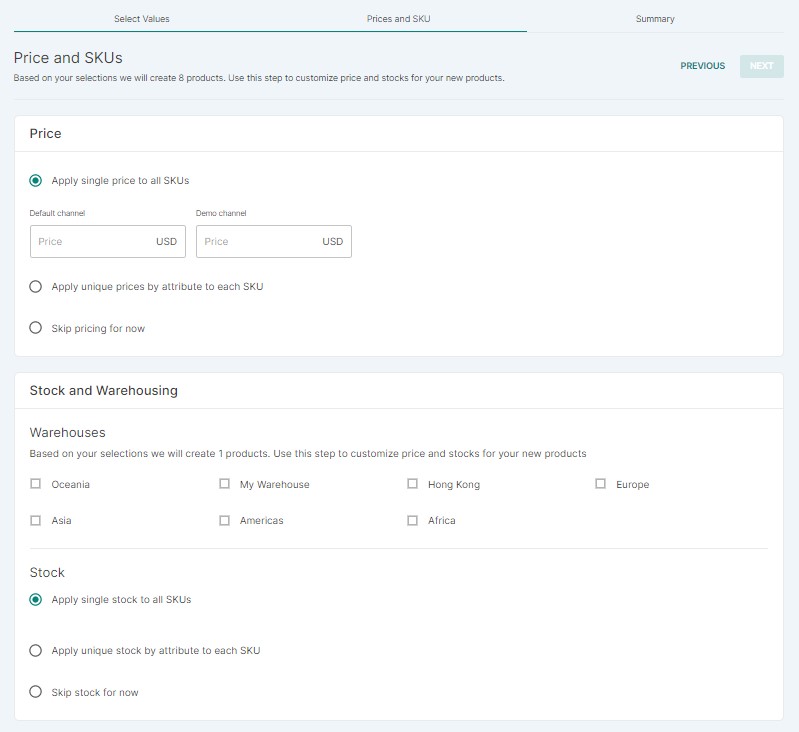 Select Values
Prices and SKU
Summary
Price and SKUs
Based on your selections we will create 8 products. Use this step to customize price and stocks for your new products.
PREVIOUS
NEXT
Price
Apply single price to all SKUs
Default channel
Demo channel
Price USD
Price USD
Apply unique prices by attribute to each SKU
Skip pricing for now
Stock and Warehousing
Warehouses
Based on your selections we will create 1 products. Use this step to customize price and stocks for your new products
Oceania
My Warehouse
Hong Kong
Europe
Asia
Americas
Africa
Stock
Apply single stock to all SKUs
Apply unique stock by attribute to each SKU
Skip stock for now